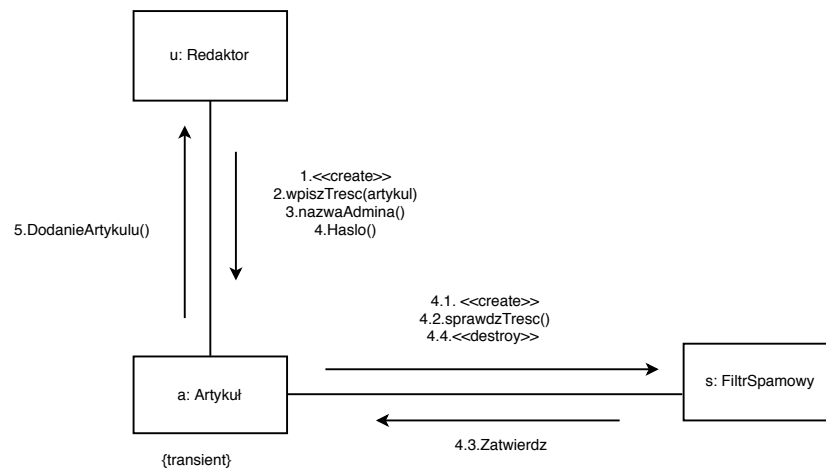 u: Redaktor
1.<<create>>
2.wpiszTresc(artykul)
3.nazwaAdmina()
4.Haslo()
5.DodanieArtykulu()
4.1. <<create>>
4.2.sprawdzTresc()
4.4.<<destroy>>
a: Artykuł
s: FiltrSpamowy
4.3.Zatwierdz
{transient}